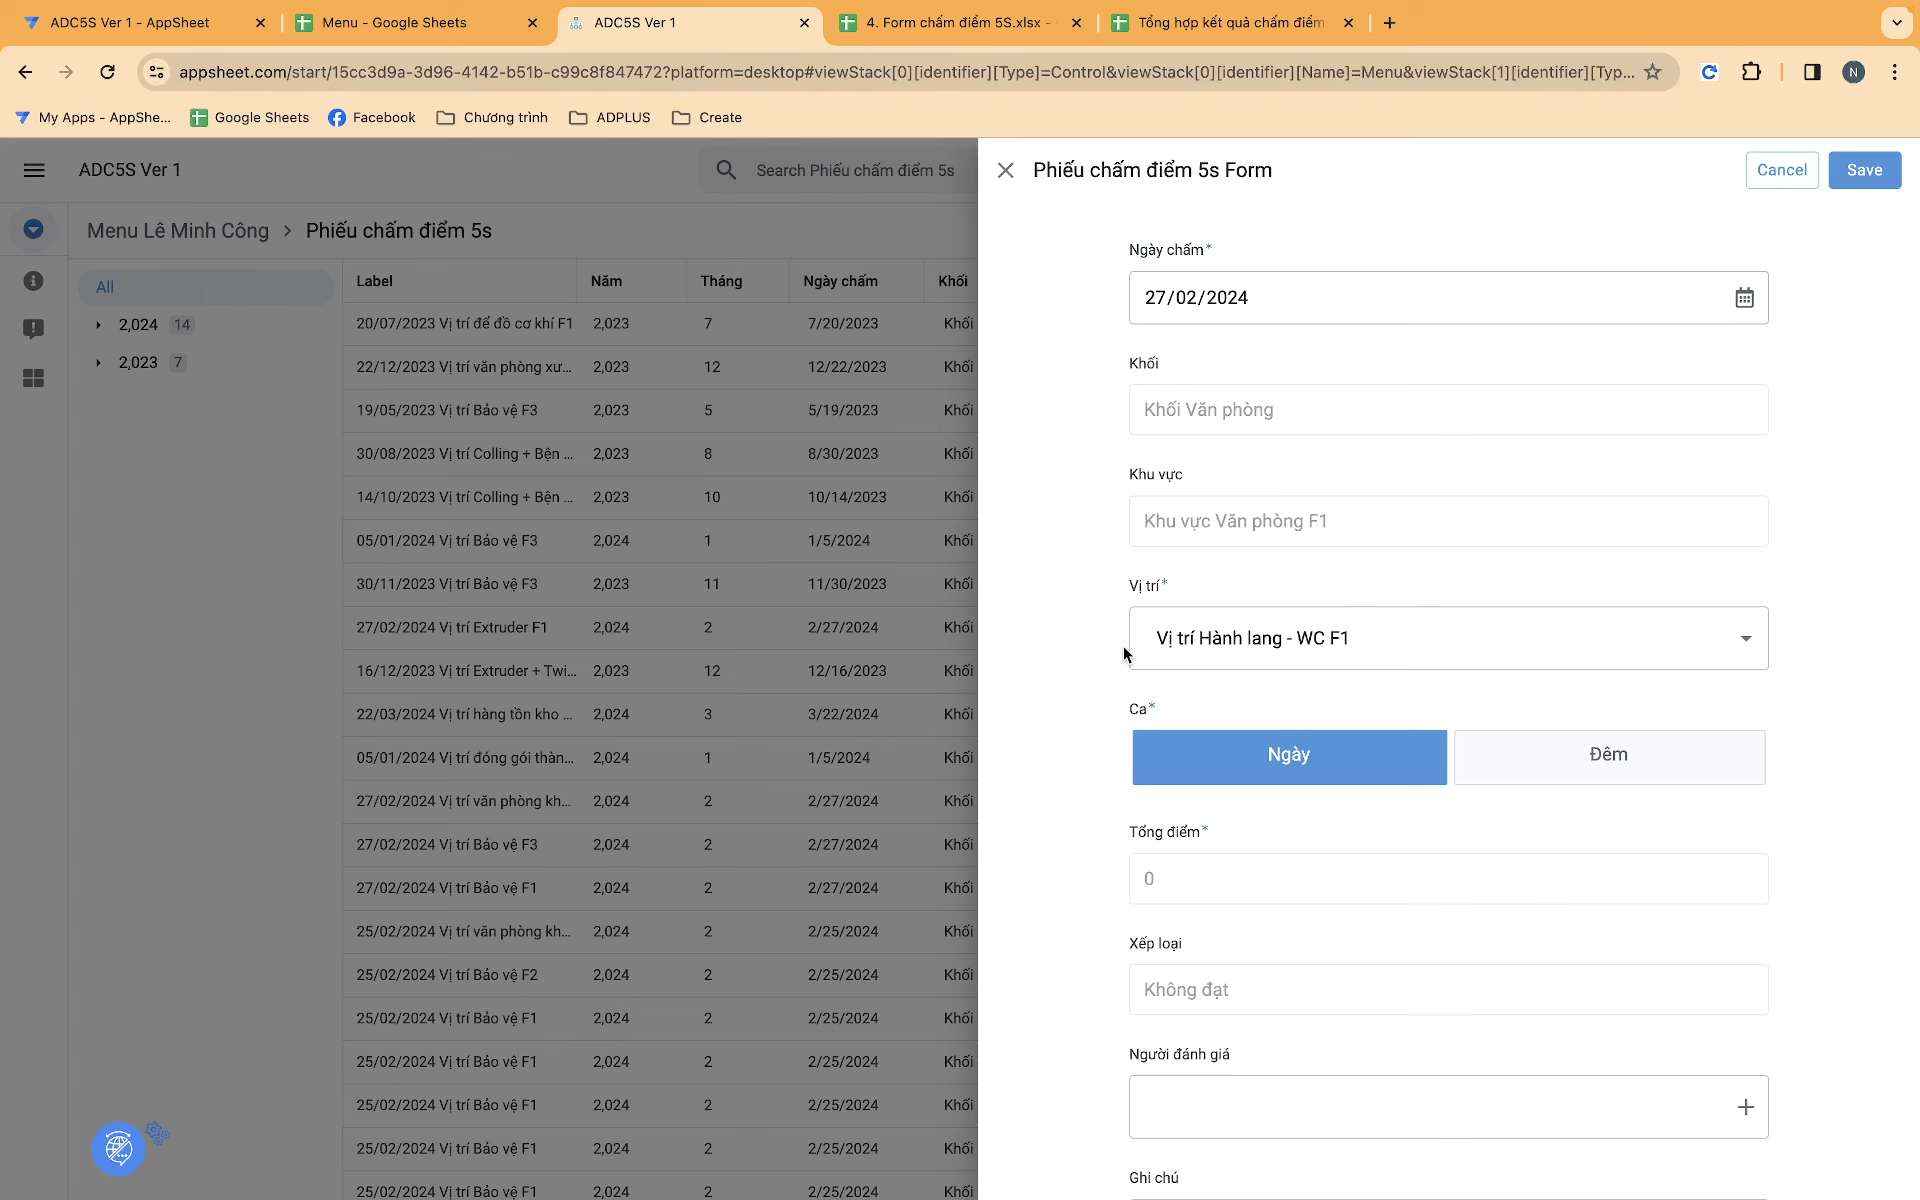 ADC5S Ver 1 - AppSheet
Menu - Google Sheets
ADC5S Ver 1
4. Form chấm điểm 5S.xlsx -
Tổng hợp kết quả chấm điểm
appsheet.com/start/15cc3d9a-3d96-4142-b51b-c99c8f847472?platform=desktop#viewStack[0][identifier][Type]=Control&viewStack[0][identifier][Name]=Menu&viewStack[1][identifier][Typ...
N
My Apps - AppShe...
Google Sheets
Facebook
Chương trình
ADPLUS
Create
ADC5S Ver 1
Search Phiếu chấm điểm 5s
Menu Lê Minh Công > Phiếu chấm điểm 5s
All
2,024 14
2,023 7
Label Năm Tháng Ngày chấm Khối
20/07/2023 Vị trí để đồ cơ khí F1 2,023 7 7/20/2023 Khối
22/12/2023 Vị trí văn phòng xư... 2,023 12 12/22/2023 Khối
19/05/2023 Vị trí Bảo vệ F3 2,023 5 5/19/2023 Khối
30/08/2023 Vị trí Colling + Bện ... 2,023 8 8/30/2023 Khối
14/10/2023 Vị trí Colling + Bện ... 2,023 10 10/14/2023 Khối
05/01/2024 Vị trí Bảo vệ F3 2,024 1 1/5/2024 Khối
30/11/2023 Vị trí Bảo vệ F3 2,023 11 11/30/2023 Khối
27/02/2024 Vị trí Extruder F1 2,024 2 2/27/2024 Khối
16/12/2023 Vị trí Extruder + Twi... 2,023 12 12/16/2023 Khối
22/03/2024 Vị trí hàng tồn kho ... 2,024 3 3/22/2024 Khối
05/01/2024 Vị trí đóng gói thàn... 2,024 1 1/5/2024 Khối
27/02/2024 Vị trí văn phòng kh... 2,024 2 2/27/2024 Khối
27/02/2024 Vị trí Bảo vệ F3 2,024 2 2/27/2024 Khối
27/02/2024 Vị trí Bảo vệ F1 2,024 2 2/27/2024 Khối
25/02/2024 Vị trí văn phòng kh... 2,024 2 2/25/2024 Khối
25/02/2024 Vị trí Bảo vệ F2 2,024 2 2/25/2024 Khối
25/02/2024 Vị trí Bảo vệ F1 2,024 2 2/25/2024 Khối
25/02/2024 Vị trí Bảo vệ F1 2,024 2 2/25/2024 Khối
25/02/2024 Vị trí Bảo vệ F1 2,024 2 2/25/2024 Khối
25/02/2024 Vị trí Bảo vệ F1 2,024 2 2/25/2024 Khối
25/02/2024 Vị trí Bảo vệ F1 2,024 2 2/25/2024 Khối
Phiếu chấm điểm 5s Form
Cancel
Save
Ngày chấm*
27/02/2024
Khối
Khối Văn phòng
Khu vực
Khu vực Văn phòng F1
Vị trí*
Vị trí Hành lang - WC F1
Ca*
Ngày
Đêm
Tổng điểm*
0
Xếp loại
Không đạt
Người đánh giá
Ghi chú